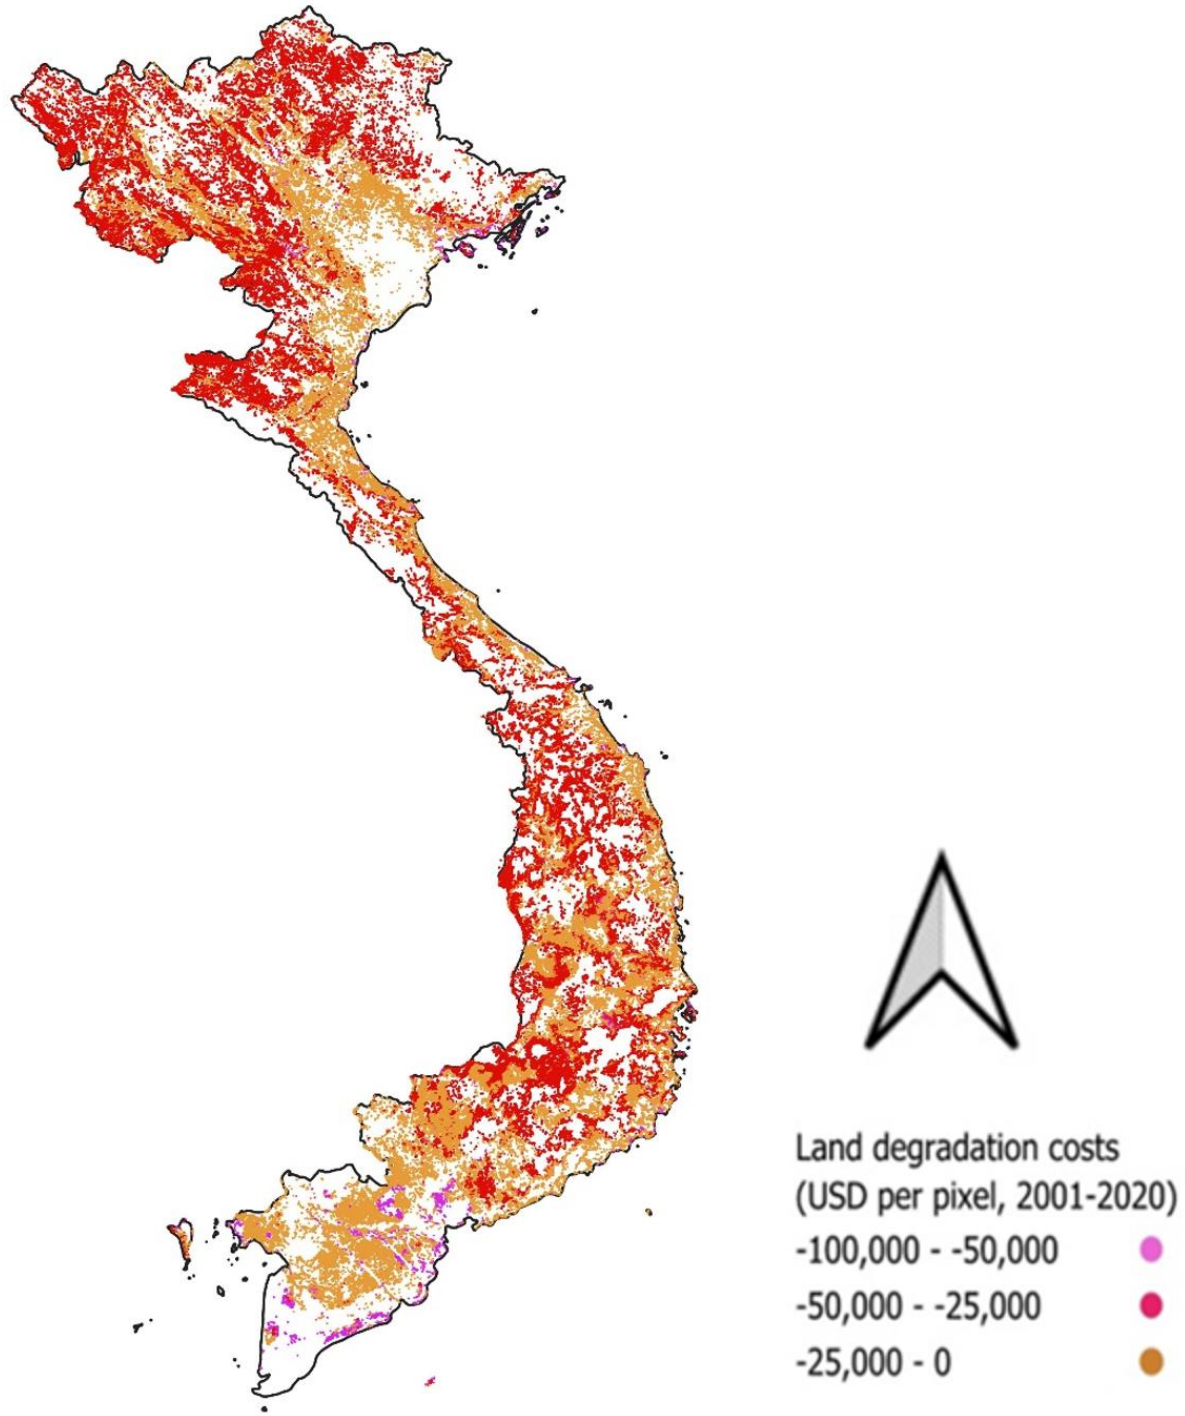 Land degradation costs
(USD per pixel, 2001-2020)
-100,000 - -50,000
-50,000 - -25,000
-25,000 - 0